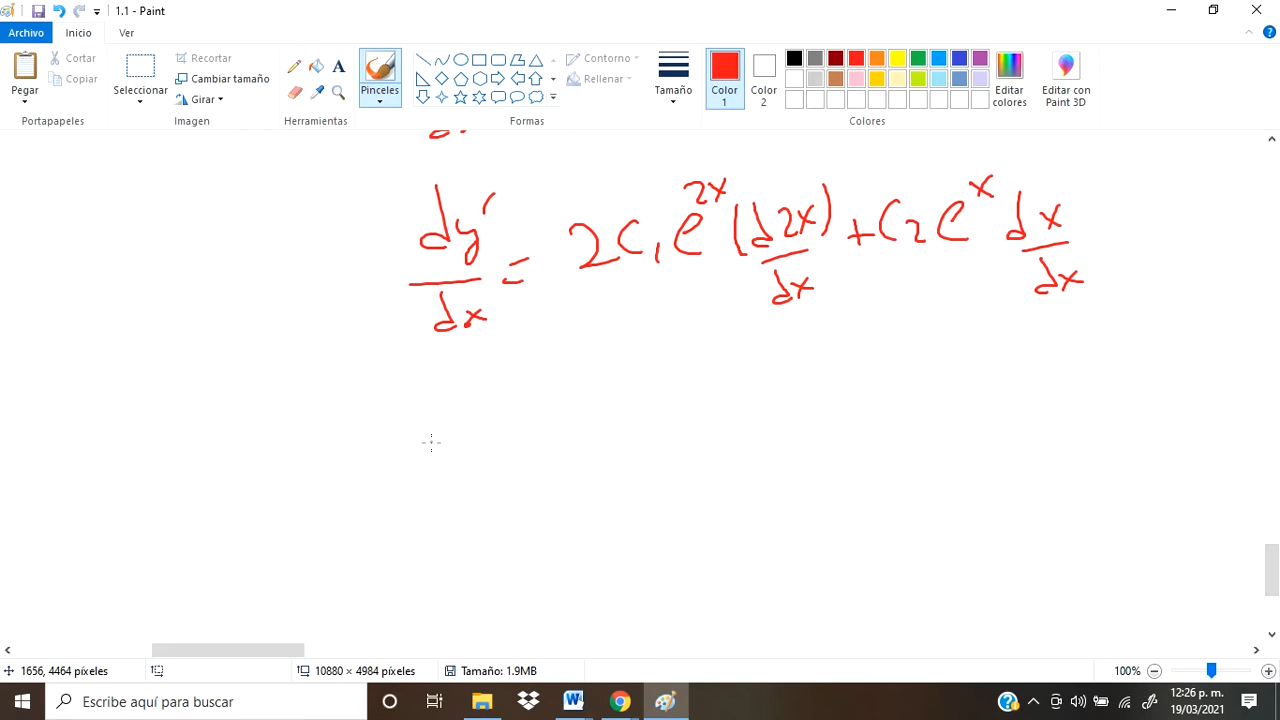 1.1 - Paint
Archivo Inicio Ver
Pegar
Cortar
Copiar
Portapapeles
Seleccionar
Recortar
Cambiar tamaño
Girar
Imagen
A
Herramientas
Pinceles
Contorno
Rellenar
Formas
Tamaño
Color 1
Color 2
Editar colores
Editar con Paint 3D
Colores
dy'/dx = 2C₁e^2x (d2x/dx) + C₂e^x dx/dx
1656, 4464 píxeles 10880 × 4984 píxeles Tamaño: 1.9MB 100%
Escribe aquí para buscar
12:26 p. m.
19/03/2021